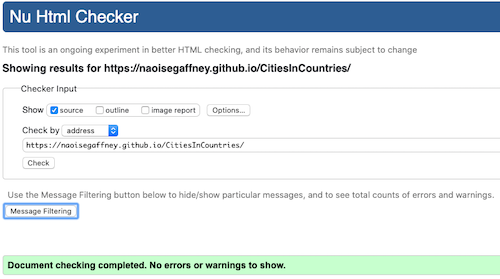 Nu Html Checker
This tool is an ongoing experiment in better HTML checking, and its behavior remains subject to change
Showing results for https://naoisegaffney.github.io/CitiesInCountries/
Checker Input
Show source outline image report Options...
Check by address
https://naoisegaffney.github.io/CitiesInCountries/
Check
Use the Message Filtering button below to hide/show particular messages, and to see total counts of errors and warnings.
Message Filtering
Document checking completed. No errors or warnings to show.